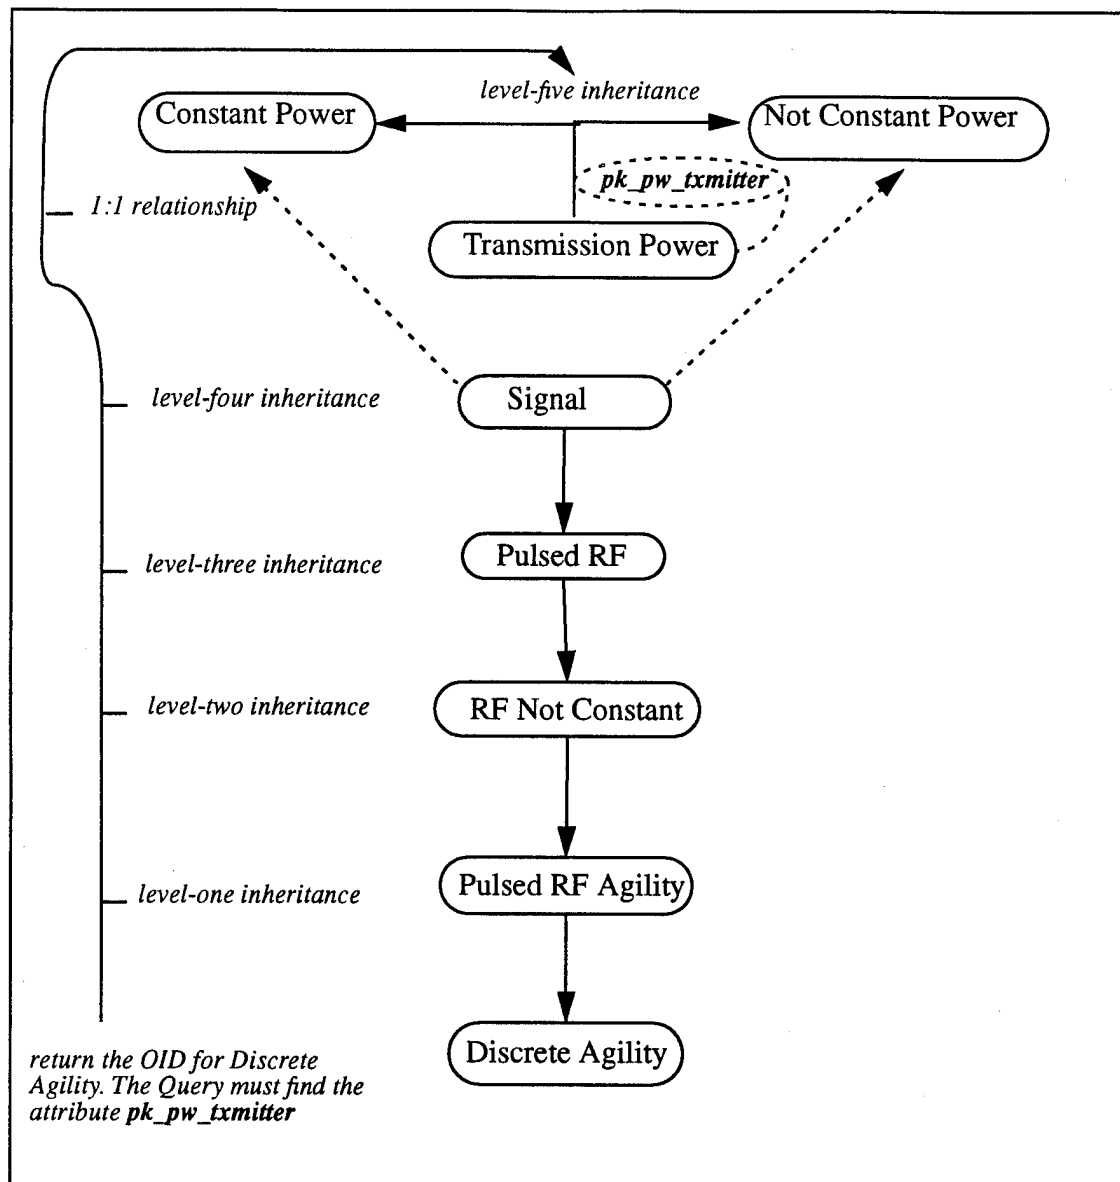 level-five inheritance
Constant Power
Not Constant Power
pk_pw_txmitter
1:1 relationship
Transmission Power
level-four inheritance
Signal
level-three inheritance
Pulsed RF
level-two inheritance
RF Not Constant
level-one inheritance
Pulsed RF Agility
Discrete Agility
return the OID for Discrete
Agility. The Query must find the
attribute pk_pw_txmitter